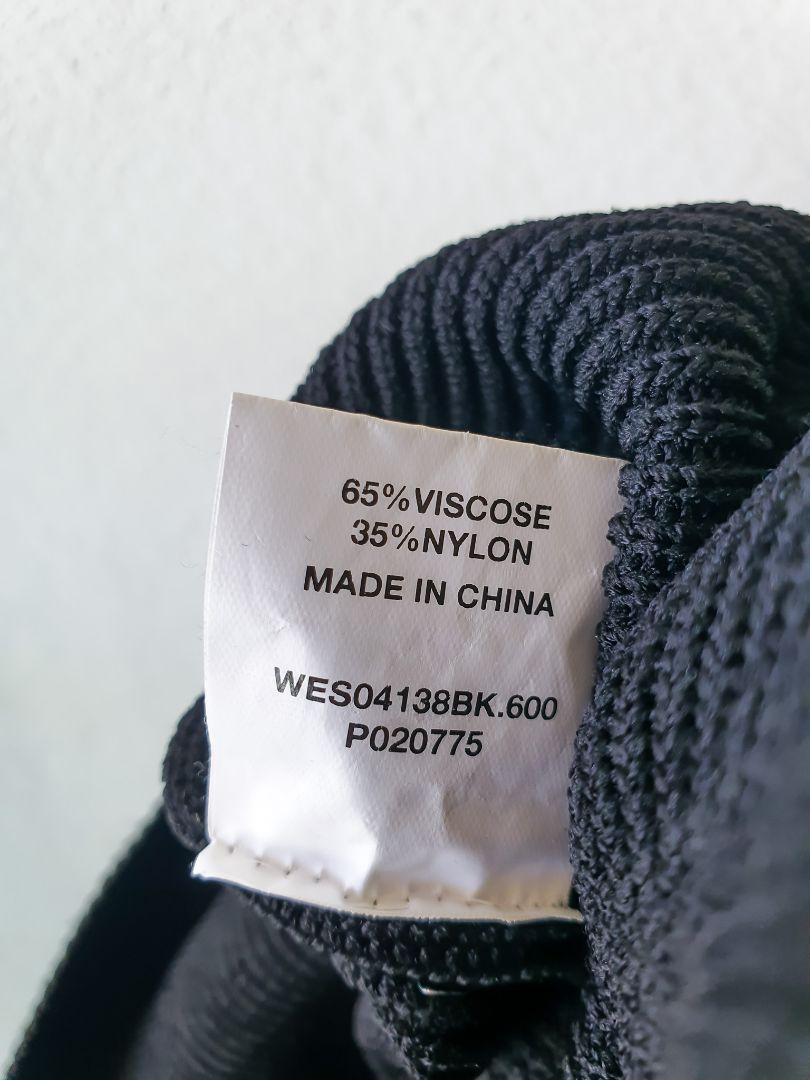 65%VISCOSE
35%NYLON
MADE IN CHINA
WES04138BK.600
P020775